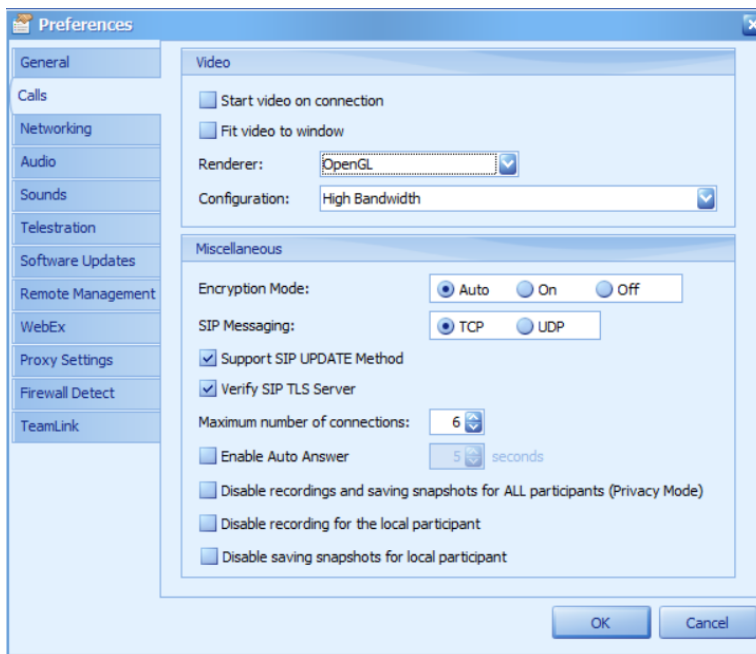 Preferences
General
Calls
Networking
Audio
Sounds
Telestration
Software Updates
Remote Management
WebEx
Proxy Settings
Firewall Detect
TeamLink
Video
Start video on connection
Fit video to window
Renderer: OpenGL
Configuration: High Bandwidth
Miscellaneous
Encryption Mode: Auto On Off
SIP Messaging: TCP UDP
Support SIP UPDATE Method
Verify SIP TLS Server
Maximum number of connections: 6
Enable Auto Answer 5 seconds
Disable recordings and saving snapshots for ALL participants (Privacy Mode)
Disable recording for the local participant
Disable saving snapshots for local participant
OK Cancel